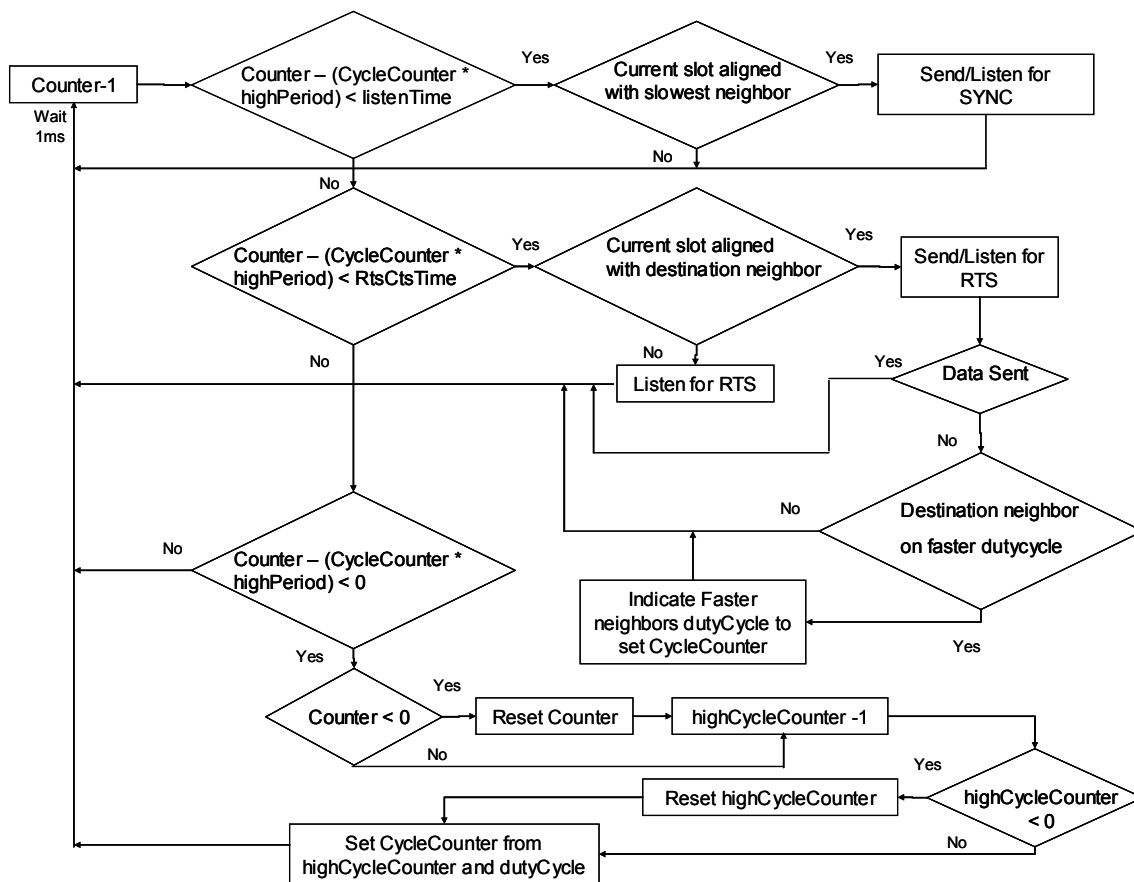 Yes
Yes
Counter – (CycleCounter *
highPeriod) < listenTime
Current slot aligned
with slowest neighbor
Send/Listen for
SYNC
Counter-1
Wait
1ms
No
No
Counter – (CycleCounter *
highPeriod) < RtsCtsTime
Yes
Current slot aligned
with destination neighbor
Yes
Send/Listen for
RTS
No
No
Listen for RTS
Yes
Data Sent
No
No
Destination neighbor
on faster dutycycle
No
Counter – (CycleCounter *
highPeriod) < 0
Indicate Faster
neighbors dutyCycle to
set CycleCounter
Yes
Yes
Yes
Counter < 0
Reset Counter
highCycleCounter -1
No
Yes
Reset highCycleCounter
highCycleCounter
< 0
No
Set CycleCounter from
highCycleCounter and dutyCycle